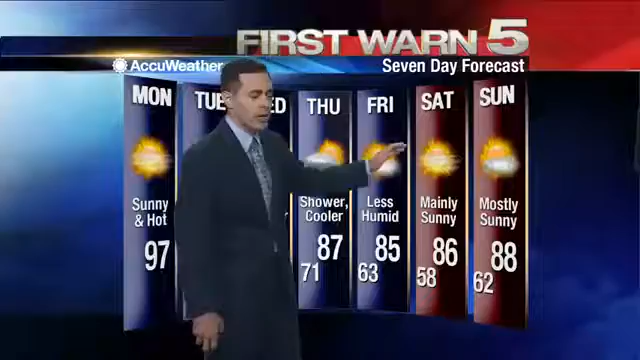 FIRST WARN 5
AccuWeather
Seven Day Forecast
MON
TUE
THU
FRI
SAT
SUN
Sunny
& Hot
97
Shower,
Cooler
87
71
Less
Humid
85
63
Mainly
Sunny
86
58
Mostly
Sunny
88
62